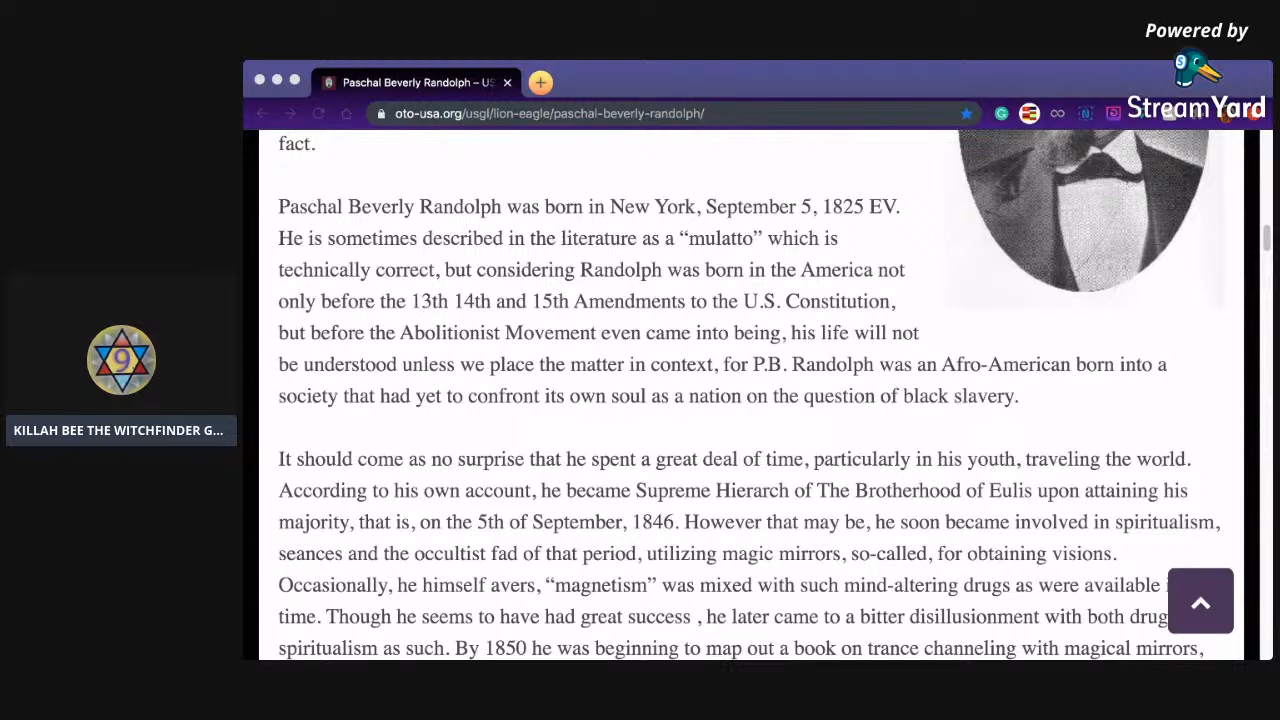 Powered by
StreamYard
Paschal Beverly Randolph – US
oto-usa.org/usgl/lion-eagle/paschal-beverly-randolph/
fact.
Paschal Beverly Randolph was born in New York, September 5, 1825 EV.
He is sometimes described in the literature as a “mulatto” which is
technically correct, but considering Randolph was born in the America not
only before the 13th 14th and 15th Amendments to the U.S. Constitution,
but before the Abolitionist Movement even came into being, his life will not
be understood unless we place the matter in context, for P.B. Randolph was an Afro-American born into a
society that had yet to confront its own soul as a nation on the question of black slavery.
It should come as no surprise that he spent a great deal of time, particularly in his youth, traveling the world.
According to his own account, he became Supreme Hierarch of The Brotherhood of Eulis upon attaining his
majority, that is, on the 5th of September, 1846. However that may be, he soon became involved in spiritualism,
seances and the occultist fad of that period, utilizing magic mirrors, so-called, for obtaining visions.
Occasionally, he himself avers, “magnetism” was mixed with such mind-altering drugs as were available
time. Though he seems to have had great success , he later came to a bitter disillusionment with both drug
spiritualism as such. By 1850 he was beginning to map out a book on trance channeling with magical mirrors,
9
KILLAH BEE THE WITCHFINDER G...